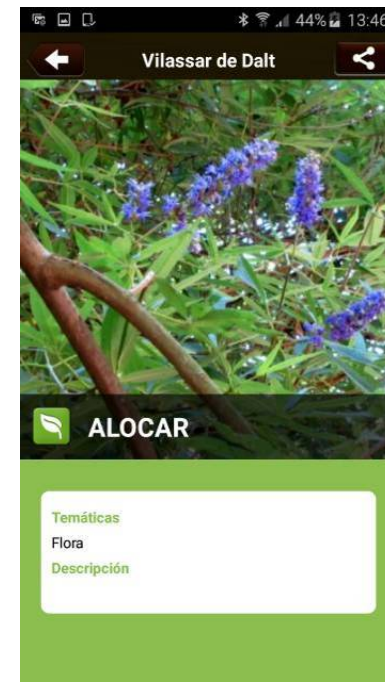 44% 13:46
Vilassar de Dalt
ALOCAR
Temáticas
Flora
Descripción